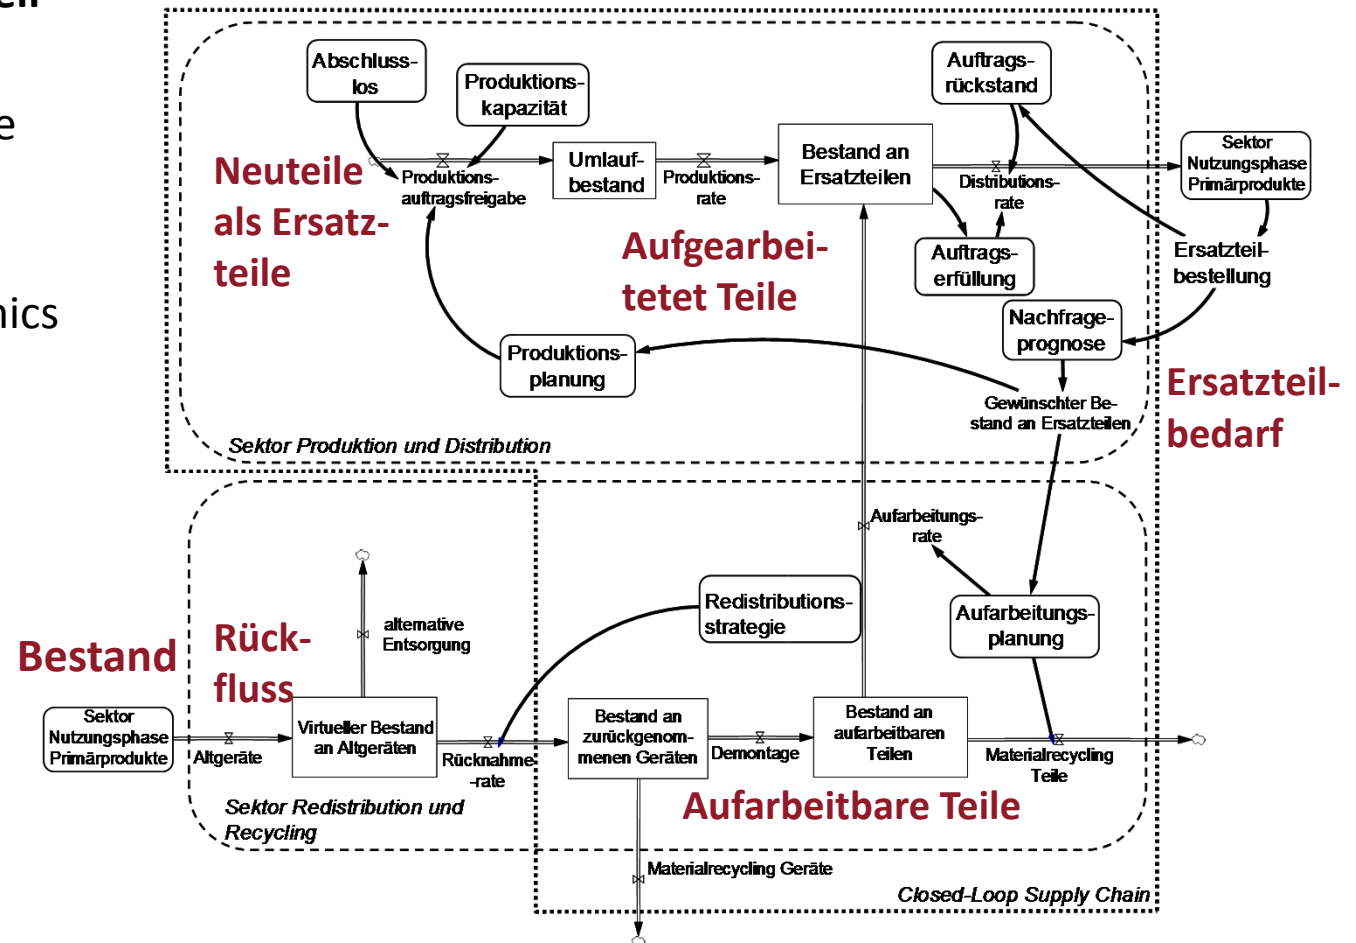 Abschluss-
los
Produktions-
kapazität
Auftrags-
rückstand
e
Umlauf-
bestand
Bestand an
Ersatzteilen
Sektor
Nutzungsphase
Primärprodukte
Produktions-
auftragsfreigabe
Produktions-
rate
Distributions-
rate
Neuteile
als Ersatz-
teile
Aufgearbei-
tetet Teile
Auftrags-
erfüllung
Ersatzteil-
bestellung
nics
Nachfrage-
prognose
Produktions-
planung
Ersatzteil-
bedarf
Gewünschter Be-
stand an Ersatzteilen
Sektor Produktion und Distribution
Aufarbeitungs-
rate
Redistributions-
strategie
Aufarbeitungs-
planung
alternative
Entsorgung
Bestand
Rück-
fluss
Sektor
Nutzungsphase
Primärprodukte
Altgeräte
Virtueller Bestand
an Altgeräten
Rücknahme
-rate
Bestand an
zurückgenom-
menen Geräten
Demontage
Bestand an
aufarbeitbaren
Teilen
Materialrecycling
Teile
Aufarbeitbare Teile
Sektor Redistribution und
Recycling
Materialrecycling Geräte
Closed-Loop Supply Chain